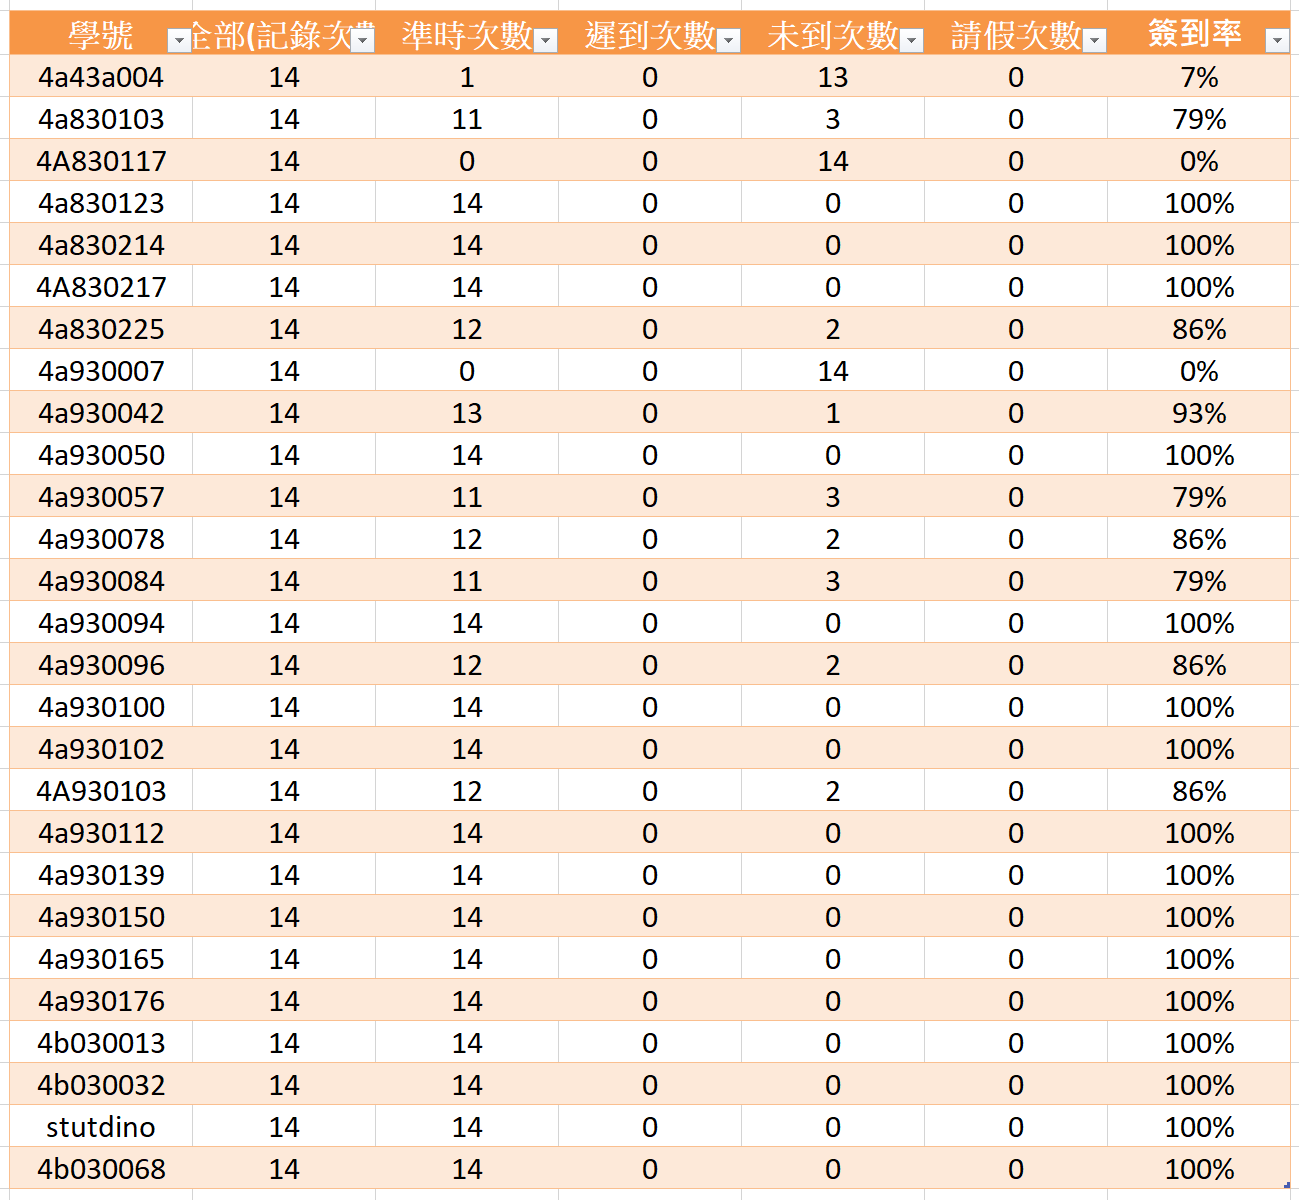 學號 全部(記錄次 準時次數 遲到次數 未到次數 請假次數 簽到率
4a43a004 14 1 0 13 0 7%
4a830103 14 11 0 3 0 79%
4A830117 14 0 0 14 0 0%
4a830123 14 14 0 0 0 100%
4a830214 14 14 0 0 0 100%
4A830217 14 14 0 0 0 100%
4a830225 14 12 0 2 0 86%
4a930007 14 0 0 14 0 0%
4a930042 14 13 0 1 0 93%
4a930050 14 14 0 0 0 100%
4a930057 14 11 0 3 0 79%
4a930078 14 12 0 2 0 86%
4a930084 14 11 0 3 0 79%
4a930094 14 14 0 0 0 100%
4a930096 14 12 0 2 0 86%
4a930100 14 14 0 0 0 100%
4a930102 14 14 0 0 0 100%
4A930103 14 12 0 2 0 86%
4a930112 14 14 0 0 0 100%
4a930139 14 14 0 0 0 100%
4a930150 14 14 0 0 0 100%
4a930165 14 14 0 0 0 100%
4a930176 14 14 0 0 0 100%
4b030013 14 14 0 0 0 100%
4b030032 14 14 0 0 0 100%
stutdino 14 14 0 0 0 100%
4b030068 14 14 0 0 0 100%